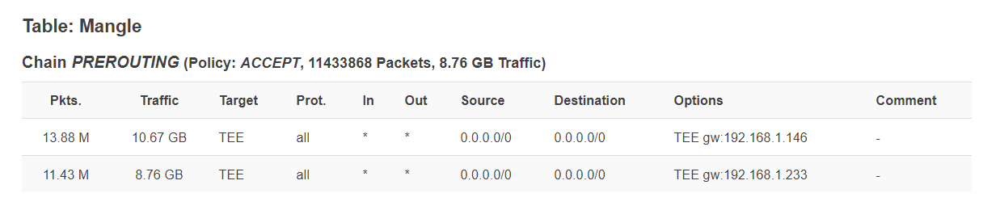 Table: Mangle
Chain PREROUTING (Policy: ACCEPT, 11433868 Packets, 8.76 GB Traffic)
Pkts. Traffic Target Prot. In Out Source Destination Options Comment
13.88 M 10.67 GB TEE all * * 0.0.0.0/0 0.0.0.0/0 TEE gw:192.168.1.146 -
11.43 M 8.76 GB TEE all * * 0.0.0.0/0 0.0.0.0/0 TEE gw:192.168.1.233 -